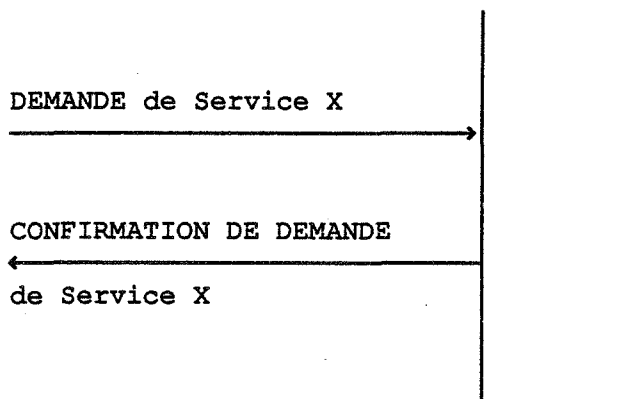 DEMANDE de Service X
CONFIRMATION DE DEMANDE
de Service X